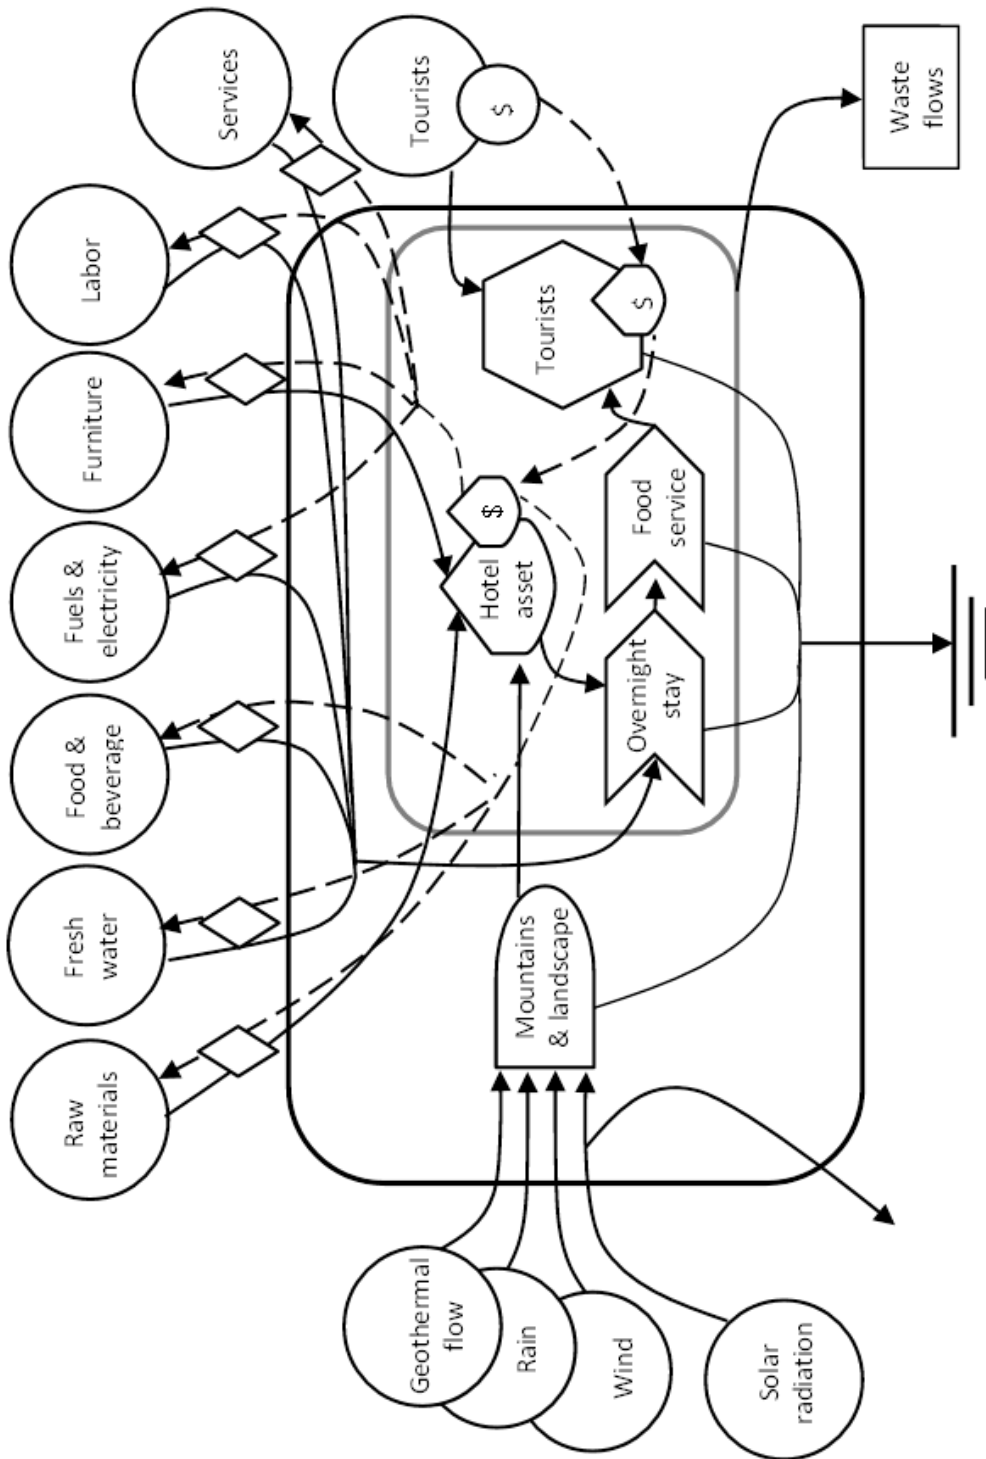 Raw
materials
Fresh
water
Food &
beverage
Fuels &
electricity
Furniture
Labor
Services
Tourists
$
Geothermal
flow
Rain
Wind
Solar
radiation
Mountains
& landscape
Hotel
asset
$
Overnight
stay
Food
service
Tourists
$
Waste
flows